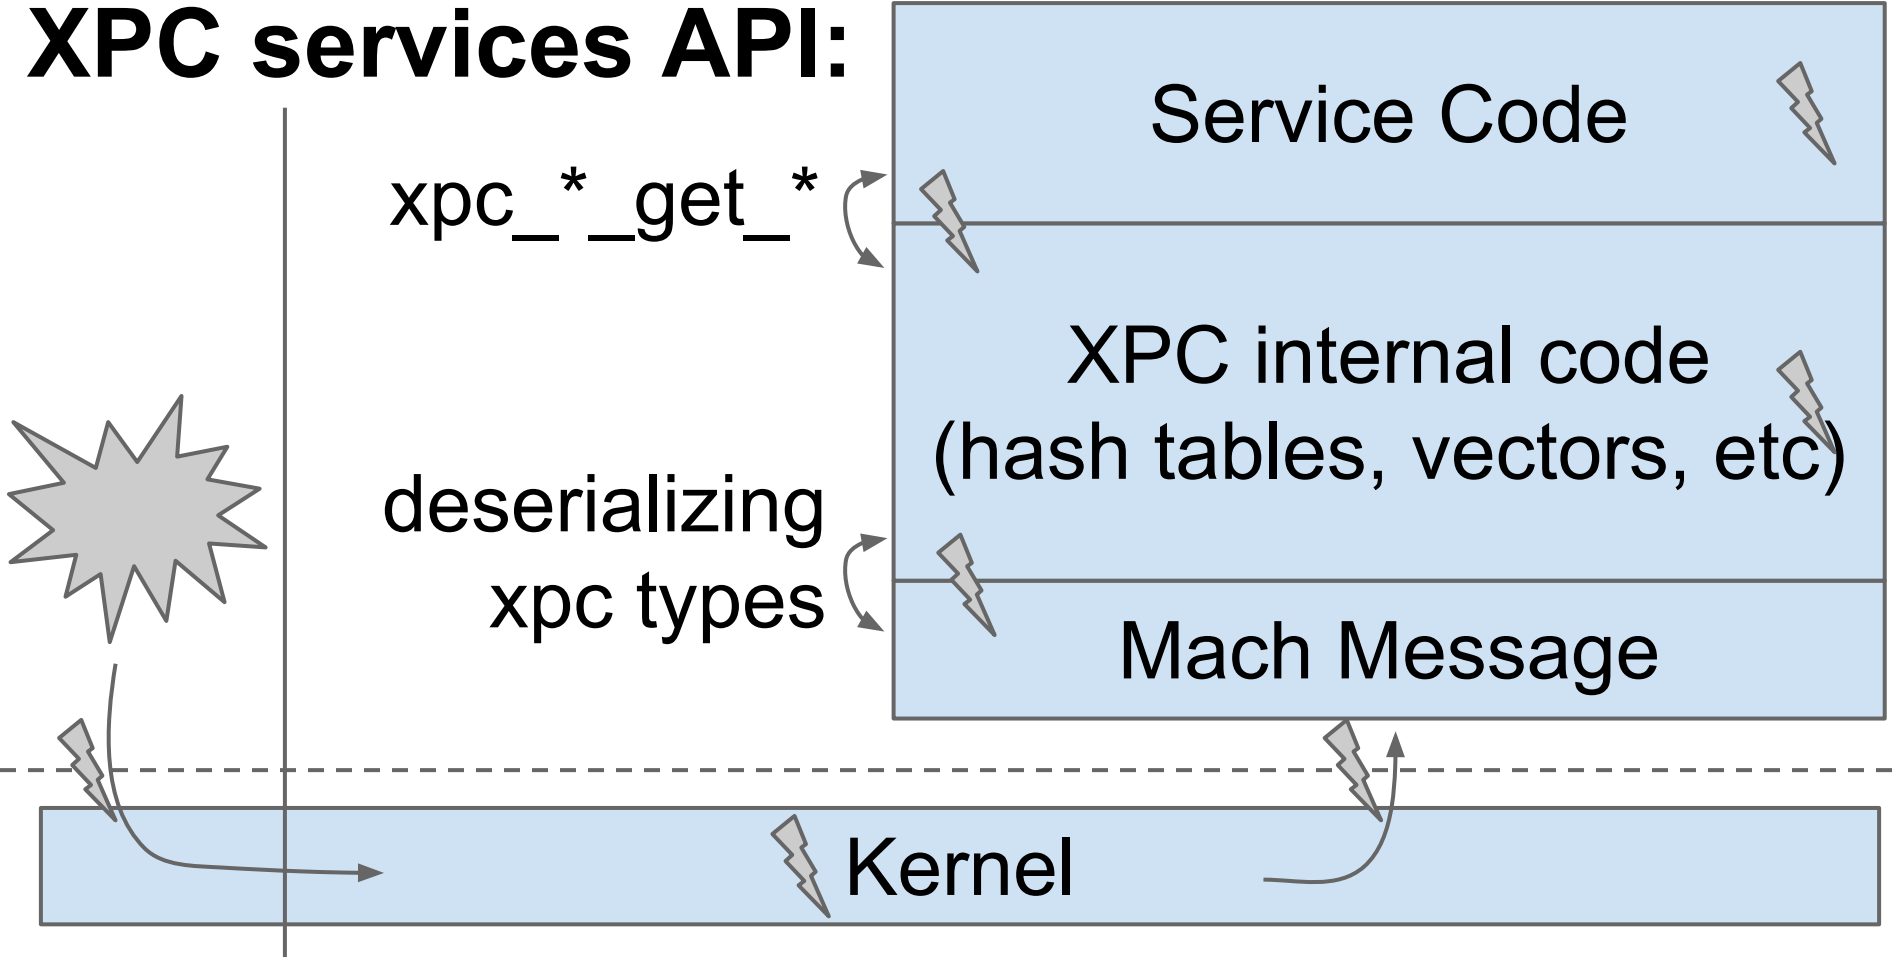 XPC services API:
Service Code
xpc_*_get_*
XPC internal code
(hash tables, vectors, etc)
deserializing
xpc types
Mach Message
Kernel